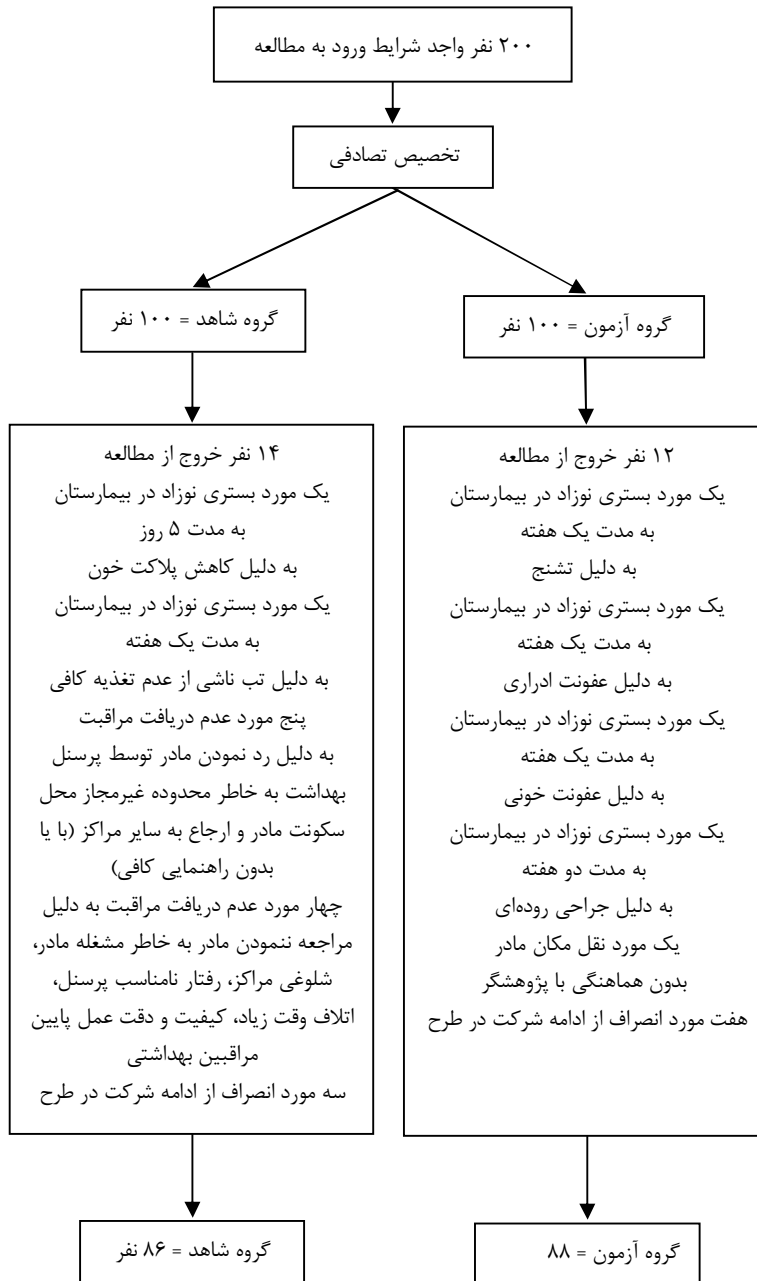 ۲۰۰ نفر واجد شرایط ورود به مطالعه
تخصیص تصادفی
گروه آزمون = ۱۰۰ نفر
گروه شاهد = ۱۰۰ نفر
۱۲ نفر خروج از مطالعه
یک مورد بستری نوزاد در بیمارستان
به مدت یک هفته
به دلیل تشنج
یک مورد بستری نوزاد در بیمارستان
به مدت یک هفته
به دلیل عفونت ادراری
یک مورد بستری نوزاد در بیمارستان
به مدت یک هفته
به دلیل عفونت خونی
یک مورد بستری نوزاد در بیمارستان
به مدت دو هفته
به دلیل جراحی روده‌ای
یک مورد نقل مکان مادر
بدون هماهنگی با پژوهشگر
هفت مورد انصراف از ادامه شرکت در طرح
۱۴ نفر خروج از مطالعه
یک مورد بستری نوزاد در بیمارستان
به مدت ۵ روز
به دلیل کاهش پلاکت خون
یک مورد بستری نوزاد در بیمارستان
به مدت یک هفته
به دلیل تب ناشی از عدم تغذیه کافی
پنج مورد عدم دریافت مراقبت
به دلیل رد نمودن مادر توسط پرسنل
بهداشت به خاطر محدوده غیرمجاز محل
سکونت مادر و ارجاع به سایر مراکز (با یا
بدون راهنمایی کافی)
چهار مورد عدم دریافت مراقبت به دلیل
مراجعه ننمودن مادر به خاطر مشغله مادر،
شلوغی مراکز، رفتار نامناسب پرسنل،
اتلاف وقت زیاد، کیفیت و دقت عمل پایین
مراقبین بهداشتی
سه مورد انصراف از ادامه شرکت در طرح
گروه آزمون = ۸۸
گروه شاهد = ۸۶ نفر